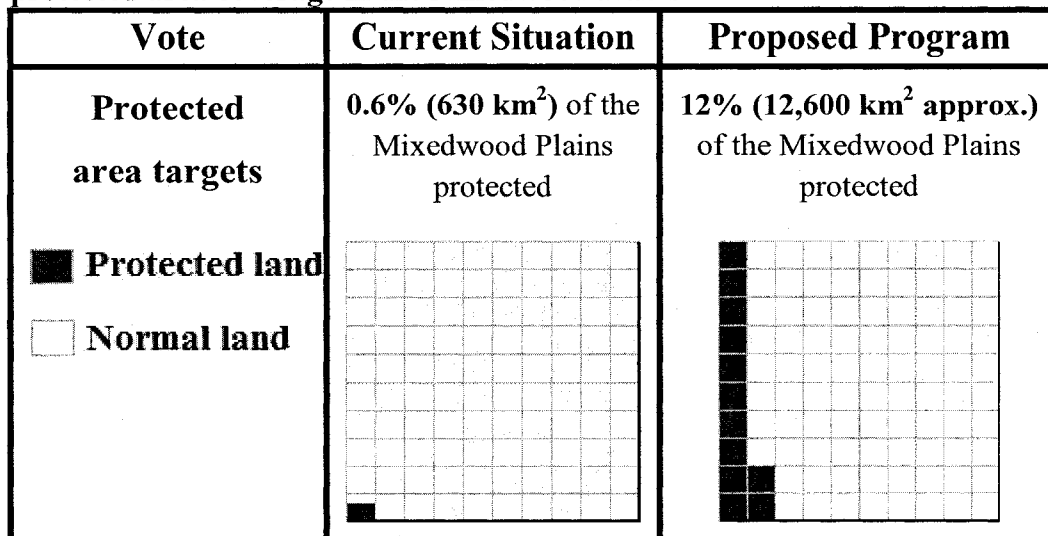 Vote
Current Situation
Proposed Program
Protected
area targets
0.6% (630 km²) of the
Mixedwood Plains
protected
12% (12,600 km² approx.)
of the Mixedwood Plains
protected
Protected land
Normal land